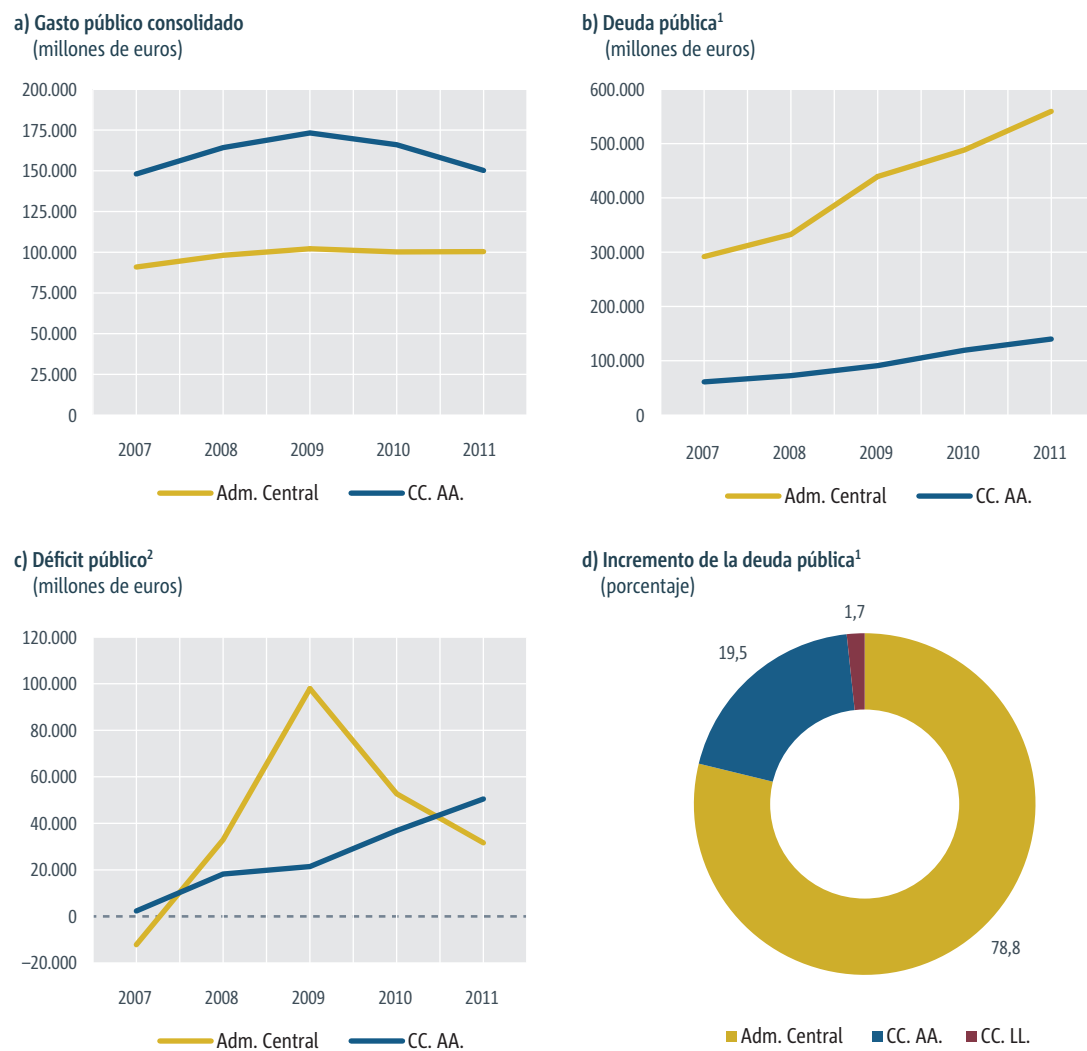 a) Gasto público consolidado
(millones de euros)
200.000
175.000
150.000
125.000
100.000
75.000
50.000
25.000
0
2007 2008 2009 2010 2011
Adm. Central CC. AA.
b) Deuda pública¹
(millones de euros)
600.000
500.000
400.000
300.000
200.000
100.000
0
2007 2008 2009 2010 2011
Adm. Central CC. AA.
c) Déficit público²
(millones de euros)
120.000
100.000
80.000
60.000
40.000
20.000
0
–20.000
2007 2008 2009 2010 2011
Adm. Central CC. AA.
d) Incremento de la deuda pública¹
(porcentaje)
1,7
19,5
78,8
Adm. Central CC. AA. CC. LL.